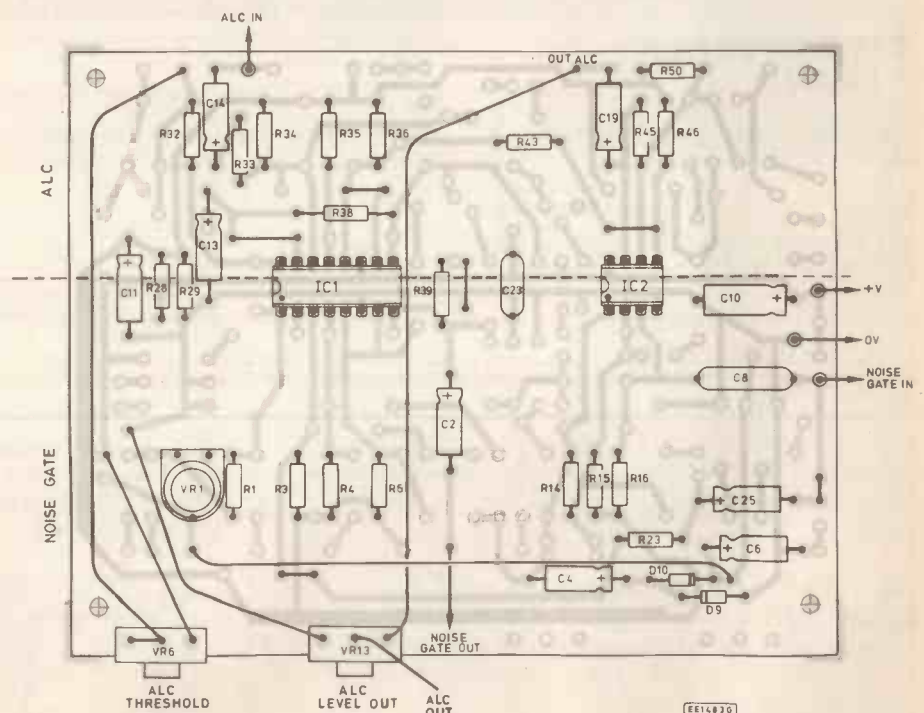 ALC IN
OUT ALC
R50
C14
R32
R33
R34
R35
R36
C19
R45
R46
R43
ALC
R38
C13
C11
R28
R29
IC1
R39
C23
IC2
C10
+V
0V
C8
NOISE
GATE IN
C2
NOISE GATE
VR1
R1
R3
R4
R14
R15
R16
C25
R23
C6
C4
D10
D9
VR6
VR13
NOISE
GATE OUT
ALC
THRESHOLD
ALC
LEVEL OUT
ALC
OUT
EE1483G